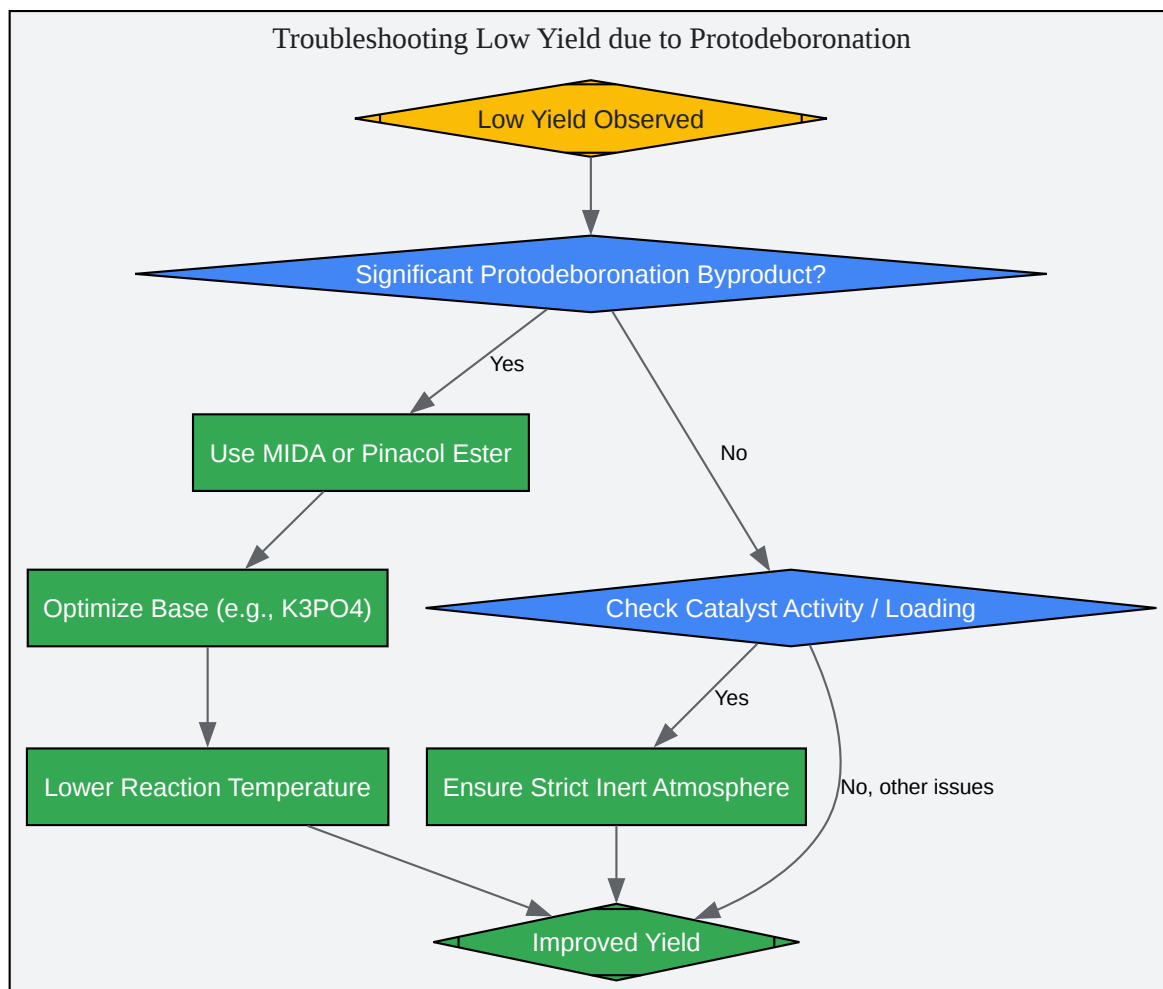 Troubleshooting Low Yield due to Protodeboronation
Low Yield Observed
Significant Protodeboronation Byproduct?
Yes
Use MIDA or Pinacol Ester
No
Optimize Base (e.g., K3PO4)
Check Catalyst Activity / Loading
Yes
Lower Reaction Temperature
Ensure Strict Inert Atmosphere
No, other issues
Improved Yield